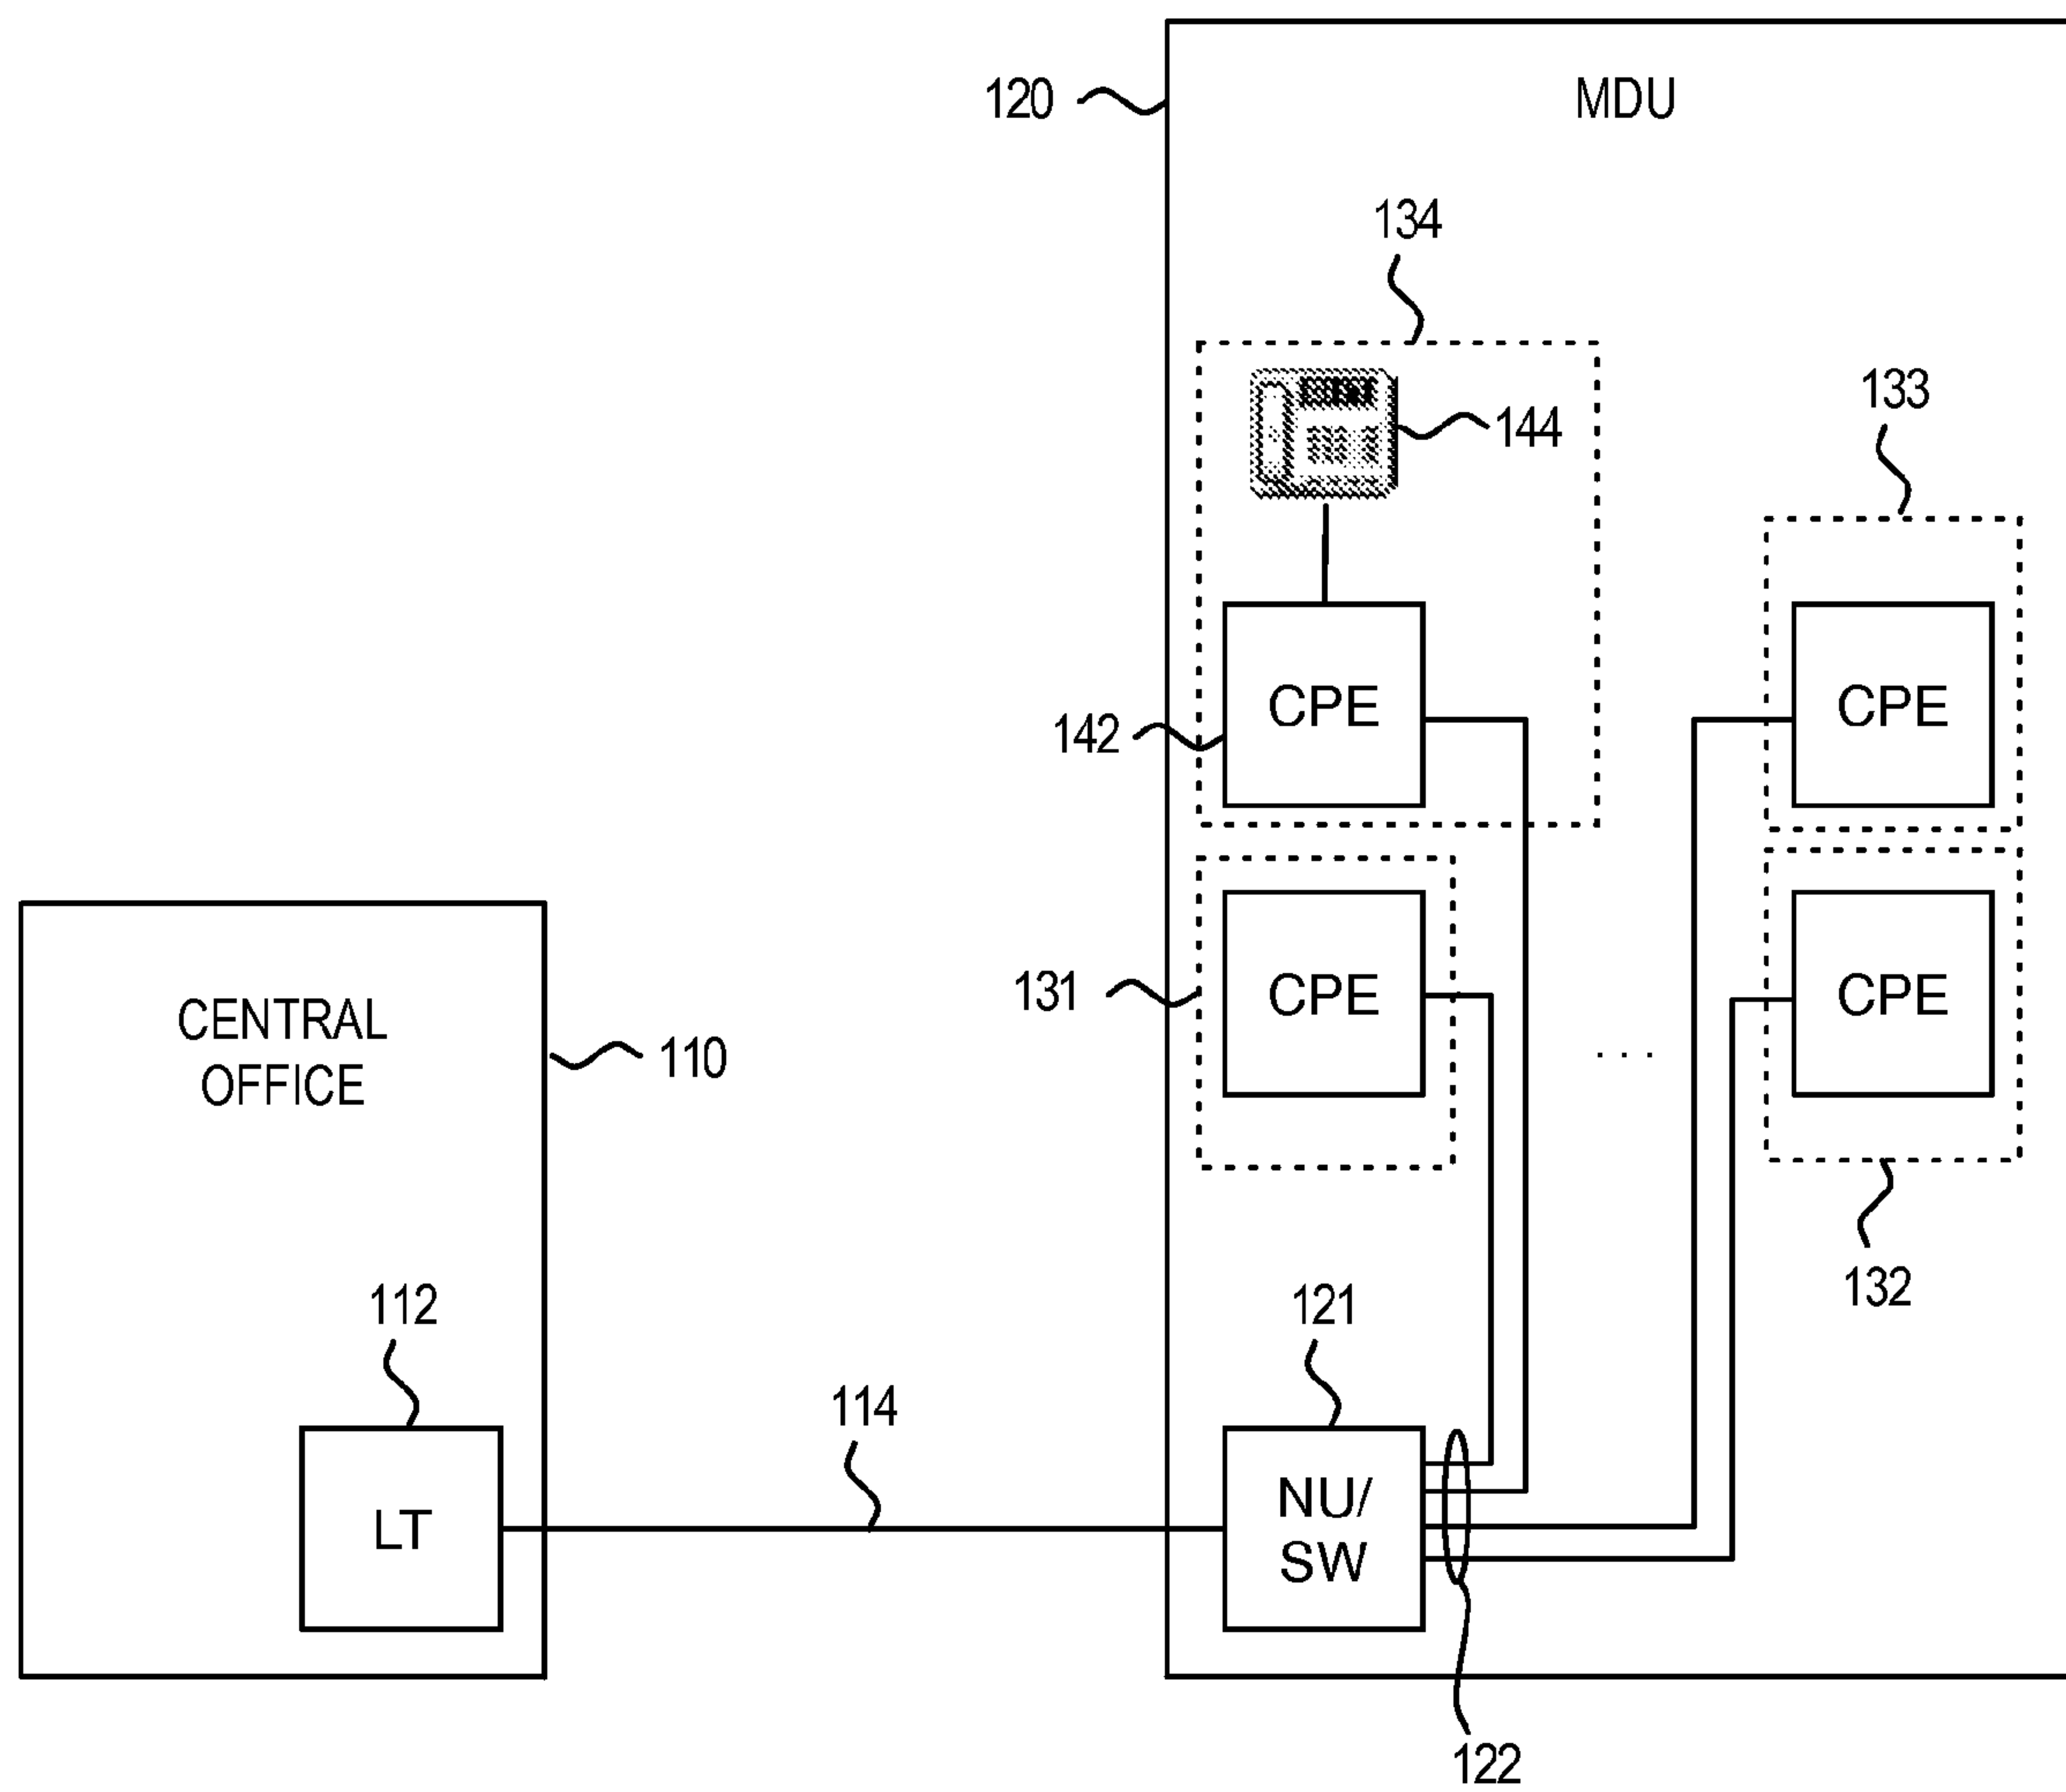 120
MDU
134
144
133
CPE
CPE
142
CENTRAL
OFFICE
110
131
CPE
CPE
. . .
132
112
121
114
LT
NU/
SW
122